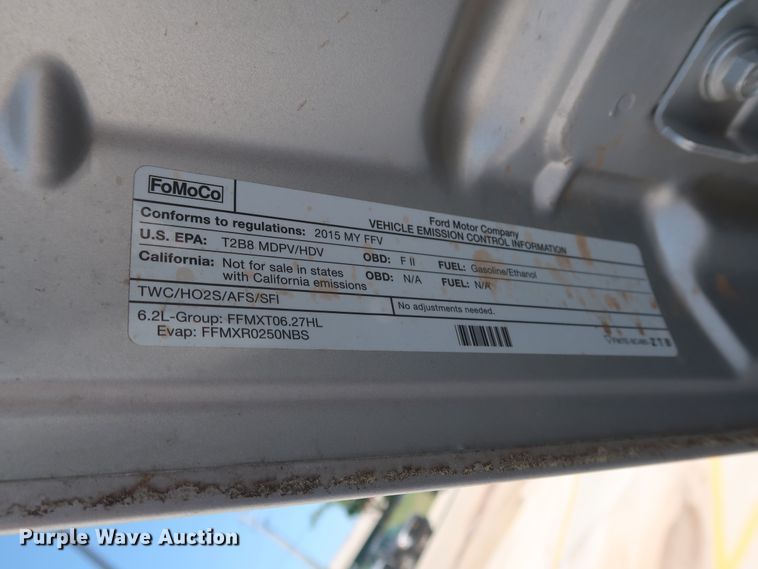 FoMoCo
Ford Motor Company
VEHICLE EMISSION CONTROL INFORMATION
Conforms to regulations: 2015 MY FFV
U.S. EPA: T2B8 MDPV/HDV OBD: F II FUEL: Gasoline/Ethanol
California: Not for sale in states with California emissions OBD: N/A FUEL: N/A
TWC/HO2S/AFS/SFI
No adjustments needed.
6.2L-Group: FFMXT06.27HL
Evap: FFMXR0250NBS
Purple Wave Auction